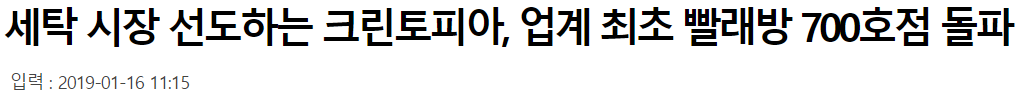 세탁 시장 선도하는 크린토피아, 업계 최초 빨래방 700호점 돌파
입력 : 2019-01-16 11:15